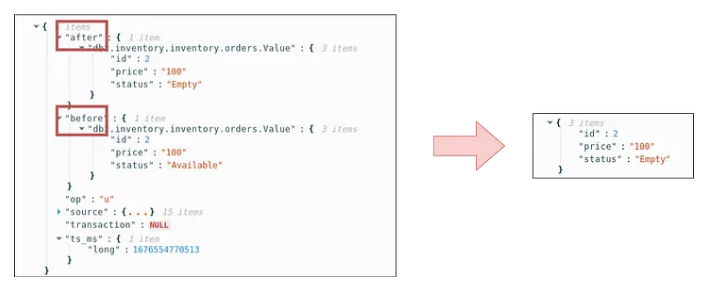 { items
"after" : { 1 item
"db .inventory.inventory.orders.Value" : { 3 items
"id" : 2
"price" : "100"
"status" : "Empty"
}
}
"before" : { 1 item
"db .inventory.inventory.orders.Value" : { 3 items
"id" : 2
"price" : "100"
"status" : "Available"
}
}
"op" : "u"
"source" : {...} 15 items
"transaction" : NULL
"ts_ms" : { 1 item
"long" : 1676554770513
}
}
{ 3 items
"id" : 2
"price" : "100"
"status" : "Empty"
}